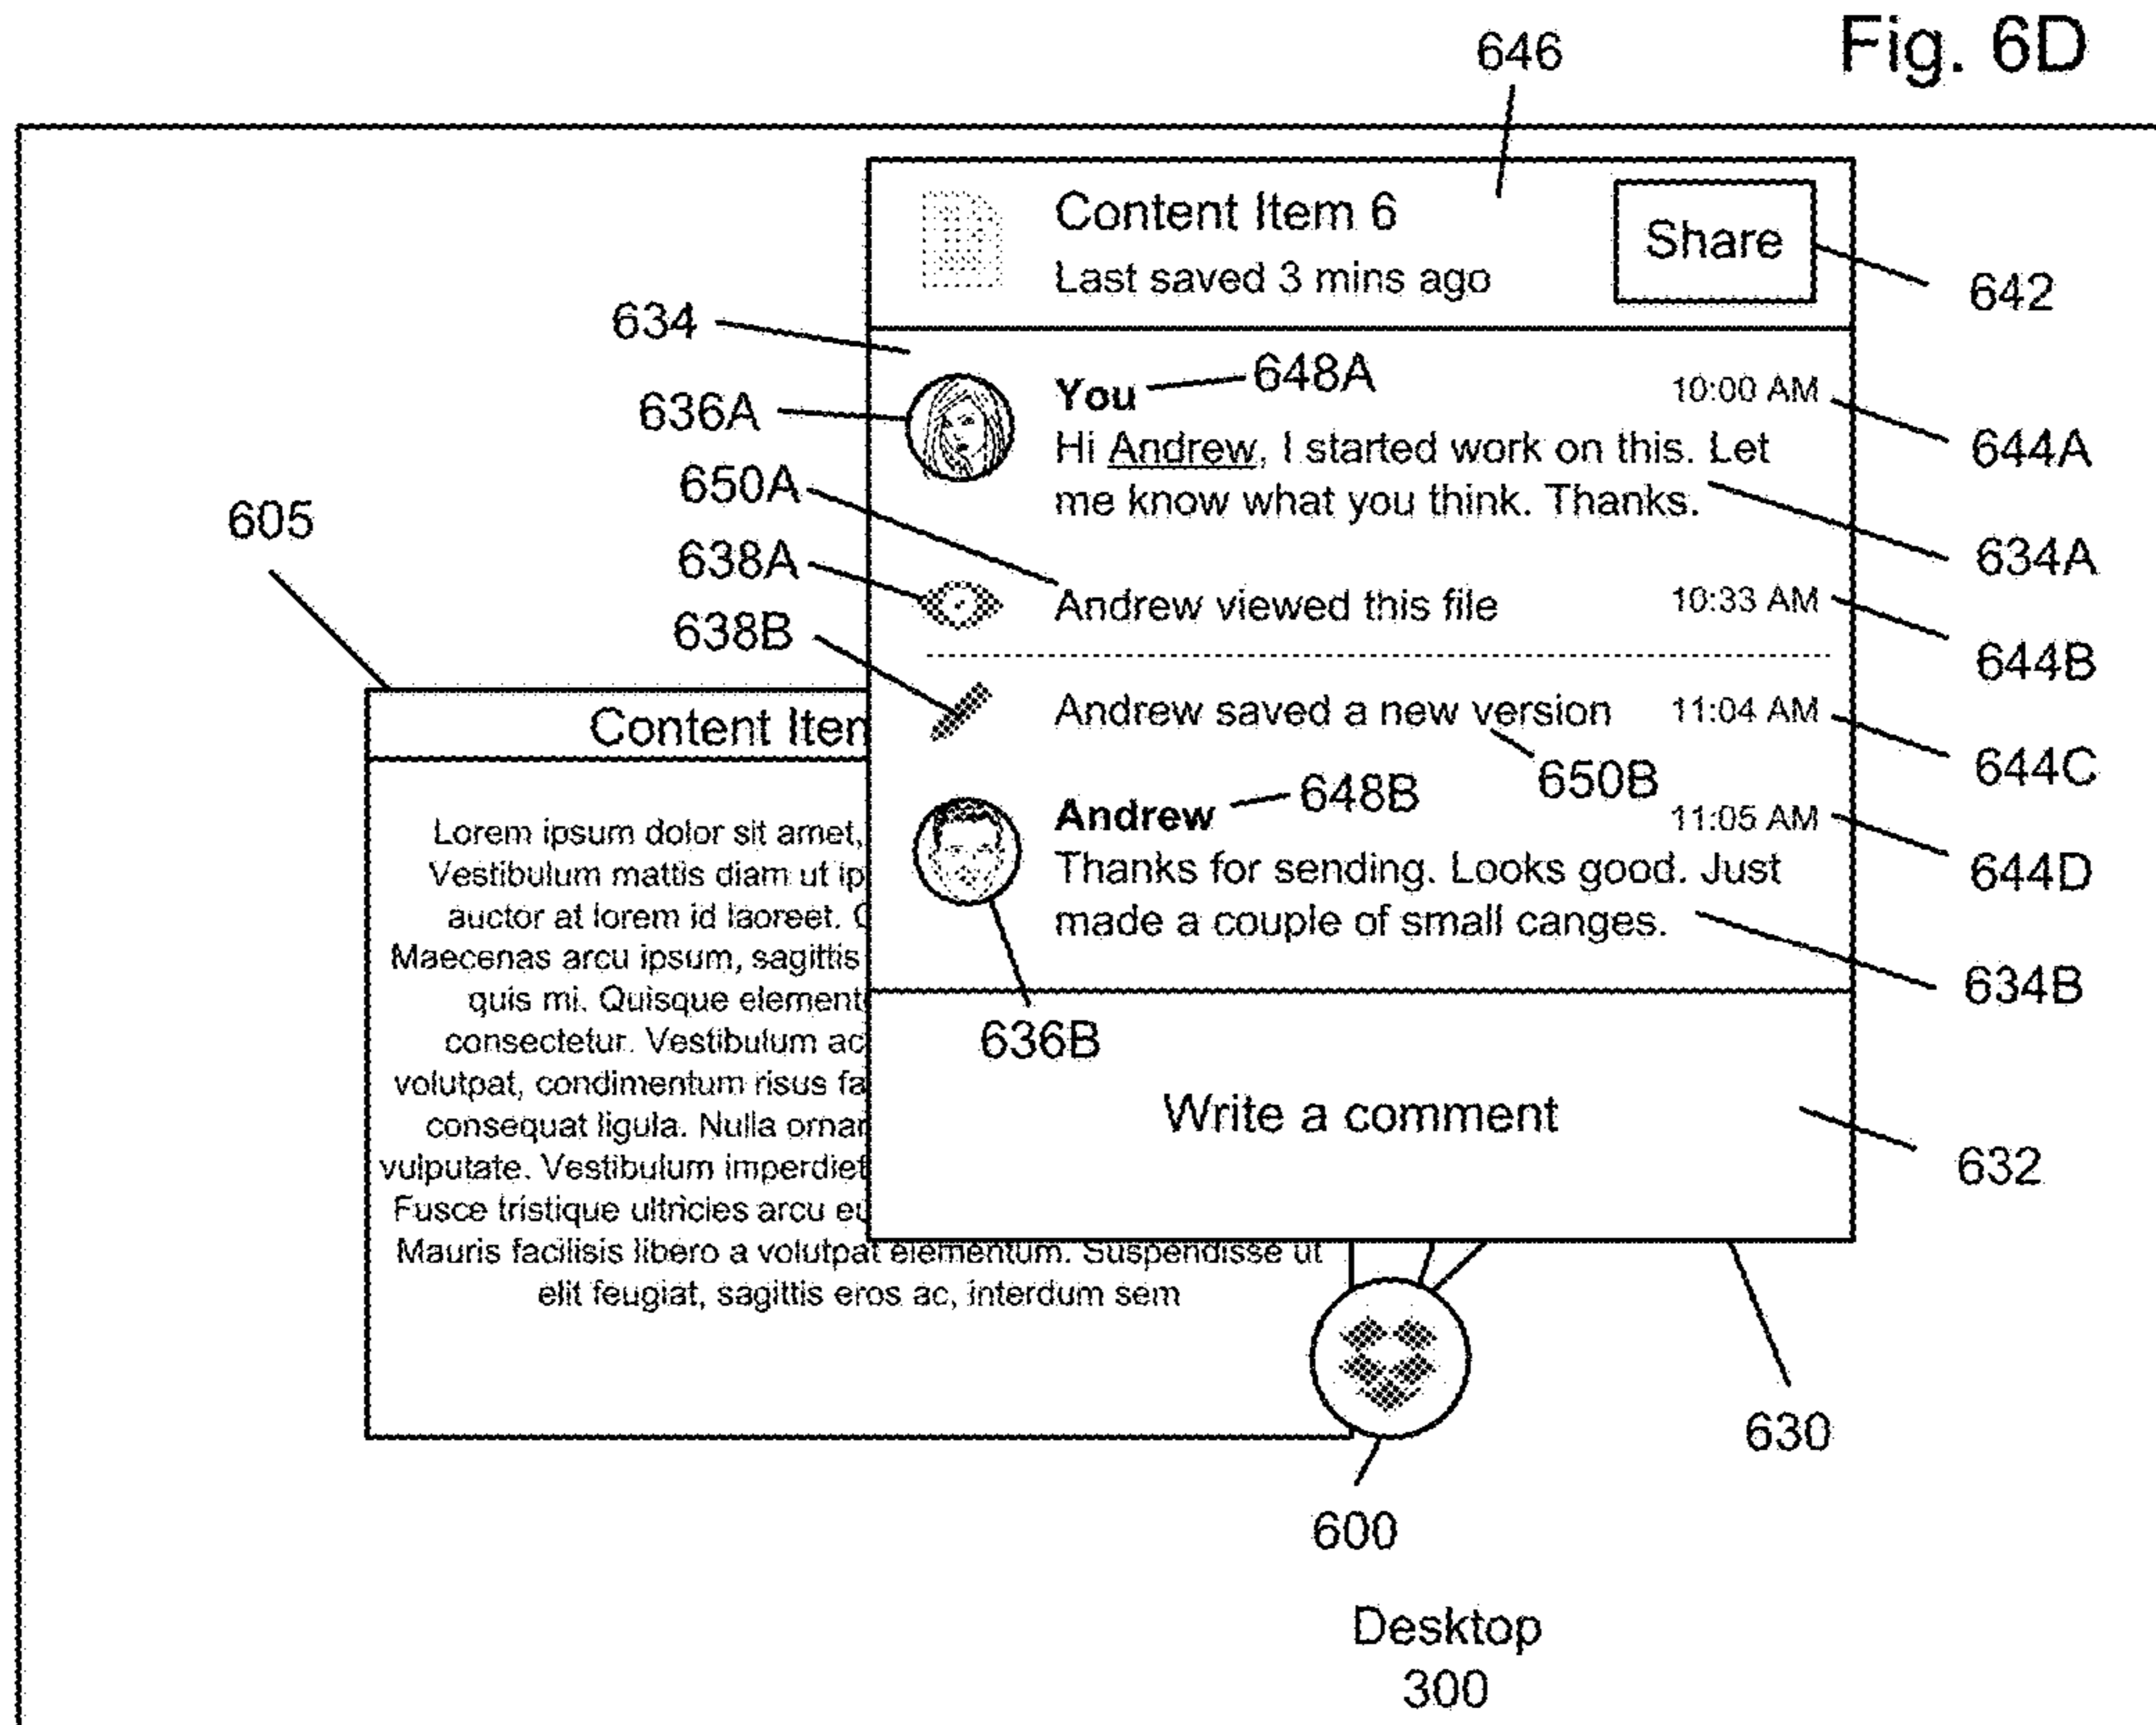 Fig. 6D
646
Content Item 6
Share
Last saved 3 mins ago
642
634
You
648A
10:00 AM
636A
Hi Andrew, I started work on this. Let
644A
650A
me know what you think. Thanks.
605
638A
634A
Andrew viewed this file
10:33 AM
638B
644B
Andrew saved a new version
11:04 AM
Content Item
644C
650B
Andrew
648B
11:05 AM
Thanks for sending. Looks good. Just
644D
made a couple of small canges.
634B
636B
Write a comment
632
Lorem ipsum dolor sit amet,
Vestibulum mattis diam ut ip
auctor at lorem id laoreet. C
Maecenas arcu ipsum, sagittis
quis mi. Quisque element
consectetur. Vestibulum ac
volutpat, condimentum risus fa
consequat ligula. Nulla ornar
vulputate. Vestibulum imperdiet
Fusce tristique ultricies arcu eu
Mauris facilisis libero a volutpat elementum. Suspendisse ut
elit feugiat, sagittis eros ac, interdum sem
630
600
Desktop
300